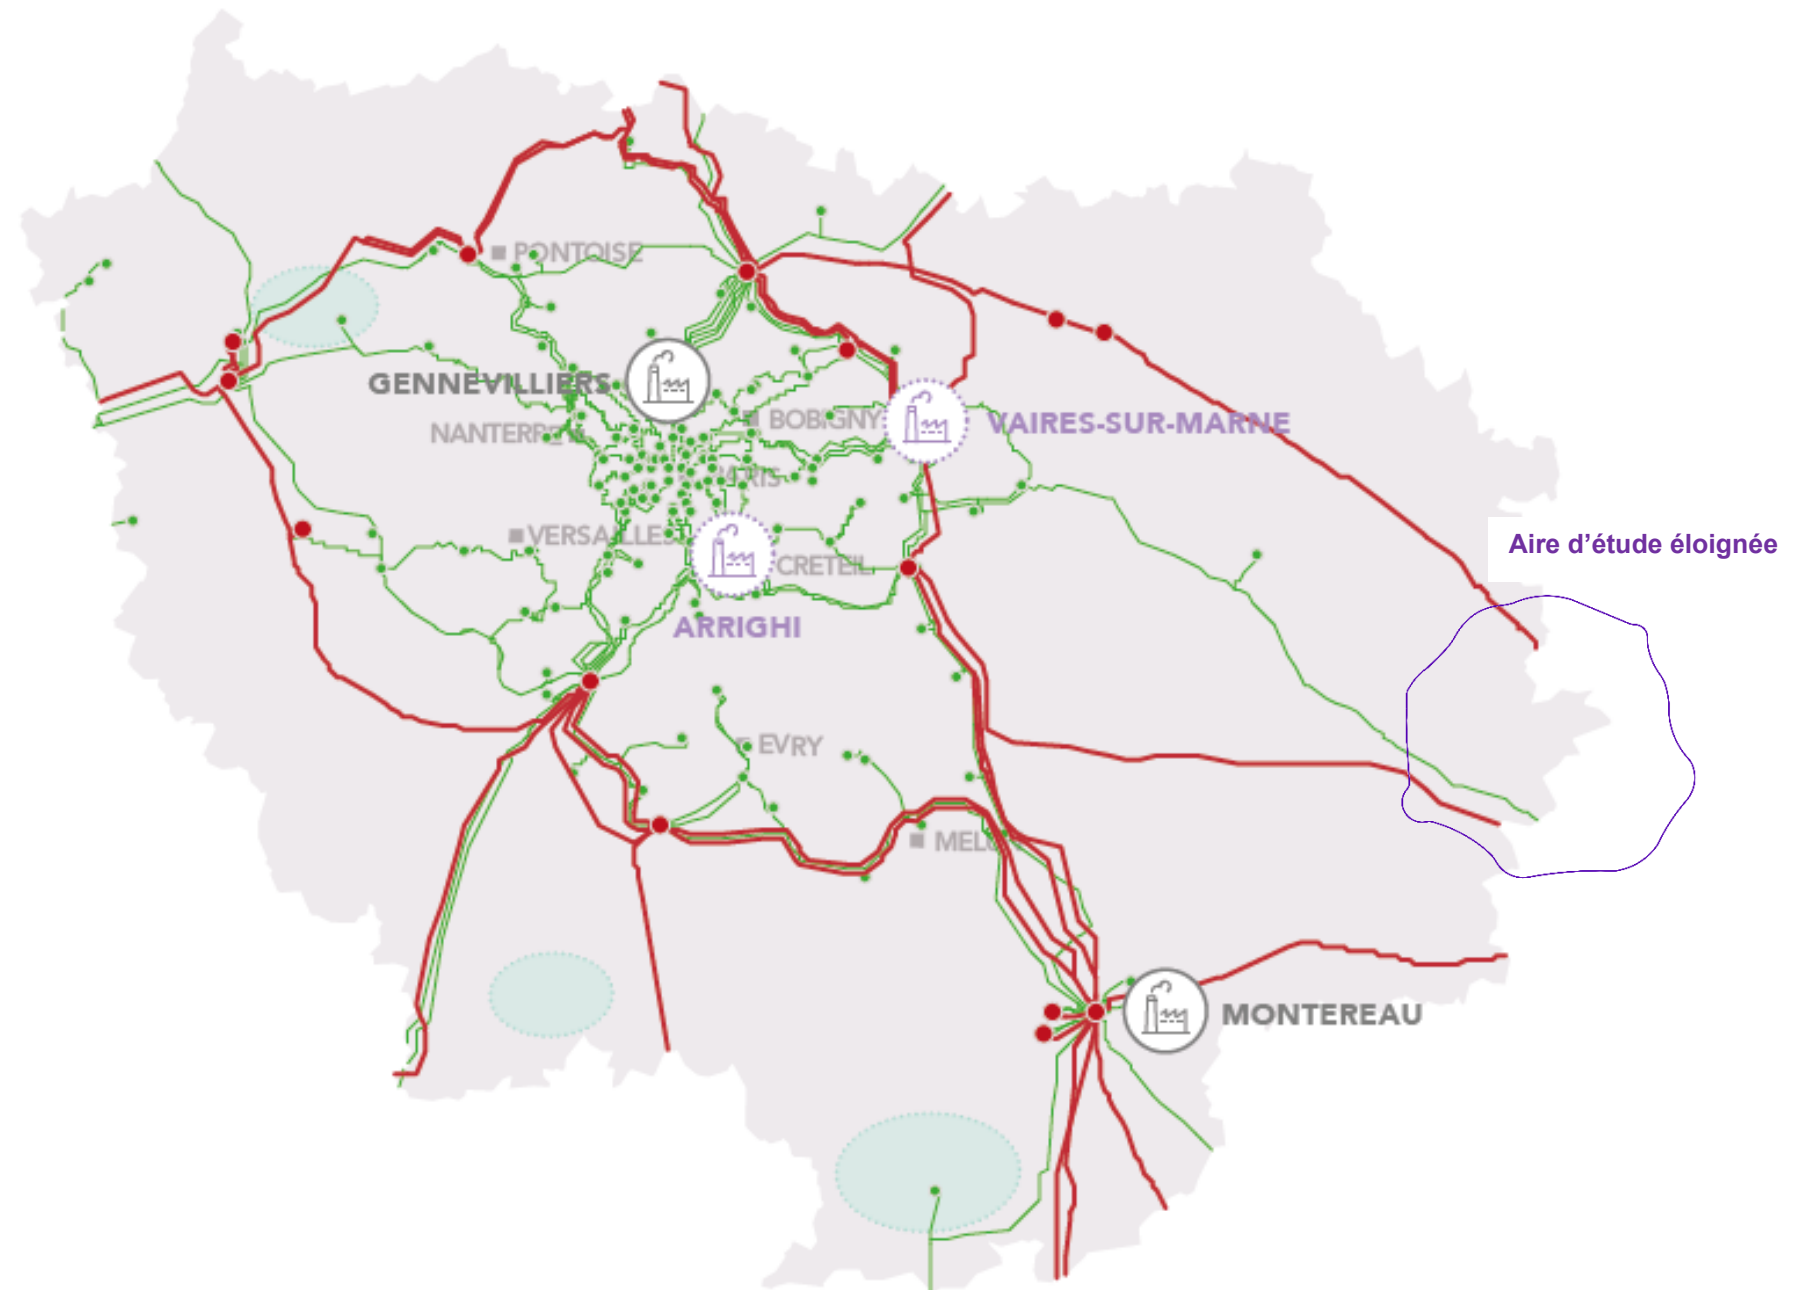 PONTOISE
GENNEVILLIERS
BOBIGNY
VAIRES-SUR-MARNE
NANTERRE
PARIS
VERSAILLES
Aire d’étude éloignée
CRETEIL
ARRIGHI
EVRY
MELUN
MONTEREAU